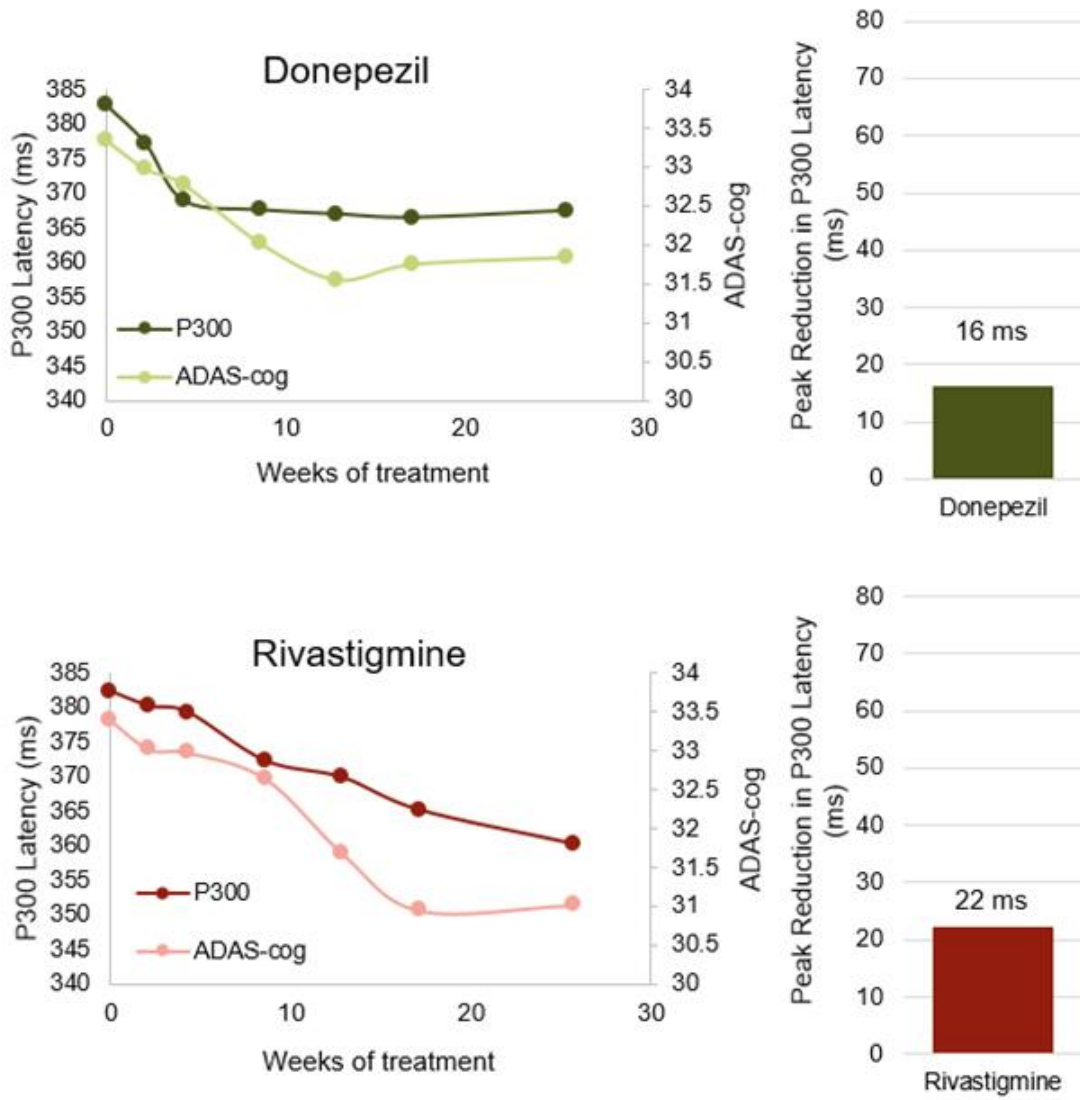 Donepezil
P300 Latency (ms)
385
380
375
370
365
360
355
350
345
340
P300
ADAS-cog
34
33.5
33
32.5
32
31.5
31
30.5
30
ADAS-cog
0 10 20 30
Weeks of treatment
Peak Reduction in P300 Latency
(ms)
80
70
60
50
40
30
20
10
0
16 ms
Donepezil
Rivastigmine
P300 Latency (ms)
385
380
375
370
365
360
355
350
345
340
P300
ADAS-cog
34
33.5
33
32.5
32
31.5
31
30.5
30
ADAS-cog
0 10 20 30
Weeks of treatment
Peak Reduction in P300 Latency
(ms)
80
70
60
50
40
30
20
10
0
22 ms
Rivastigmine